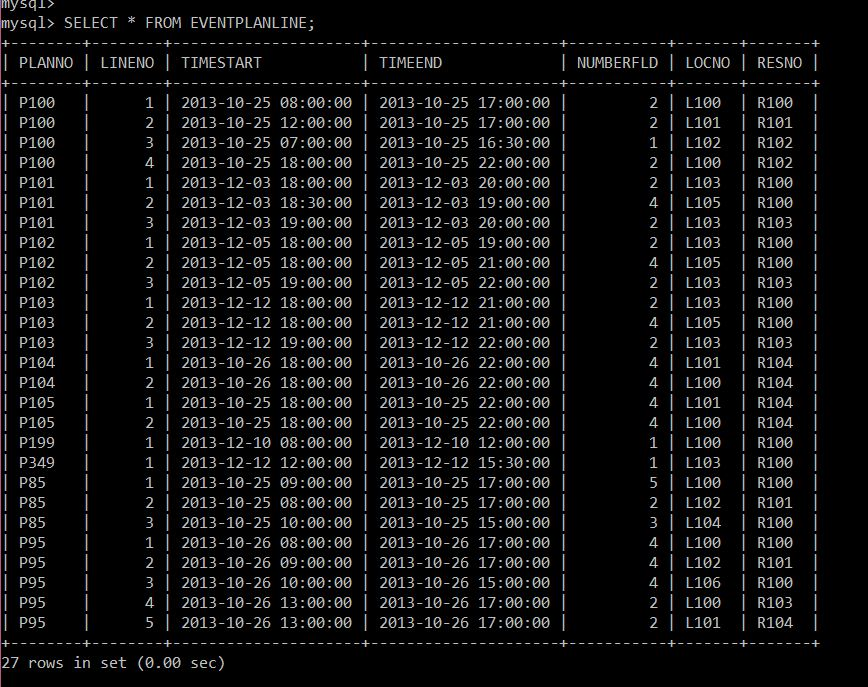 mysql>
mysql> SELECT * FROM EVENTPLANLINE;
+--------+--------+---------------------+---------------------+-----------+-------+-------+
| PLANNO | LINENO | TIMESTART           | TIMEEND             | NUMBERFLD | LOCNO | RESNO |
+--------+--------+---------------------+---------------------+-----------+-------+-------+
| P100   |      1 | 2013-10-25 08:00:00 | 2013-10-25 17:00:00 |         2 | L100  | R100  |
| P100   |      2 | 2013-10-25 12:00:00 | 2013-10-25 17:00:00 |         2 | L101  | R101  |
| P100   |      3 | 2013-10-25 07:00:00 | 2013-10-25 16:30:00 |         1 | L102  | R102  |
| P100   |      4 | 2013-10-25 18:00:00 | 2013-10-25 22:00:00 |         2 | L100  | R102  |
| P101   |      1 | 2013-12-03 18:00:00 | 2013-12-03 20:00:00 |         2 | L103  | R100  |
| P101   |      2 | 2013-12-03 18:30:00 | 2013-12-03 19:00:00 |         4 | L105  | R100  |
| P101   |      3 | 2013-12-03 19:00:00 | 2013-12-03 20:00:00 |         2 | L103  | R103  |
| P102   |      1 | 2013-12-05 18:00:00 | 2013-12-05 19:00:00 |         2 | L103  | R100  |
| P102   |      2 | 2013-12-05 18:00:00 | 2013-12-05 21:00:00 |         4 | L105  | R100  |
| P102   |      3 | 2013-12-05 19:00:00 | 2013-12-05 22:00:00 |         2 | L103  | R103  |
| P103   |      1 | 2013-12-12 18:00:00 | 2013-12-12 21:00:00 |         2 | L103  | R100  |
| P103   |      2 | 2013-12-12 18:00:00 | 2013-12-12 21:00:00 |         4 | L105  | R100  |
| P103   |      3 | 2013-12-12 19:00:00 | 2013-12-12 22:00:00 |         2 | L103  | R103  |
| P104   |      1 | 2013-10-26 18:00:00 | 2013-10-26 22:00:00 |         4 | L101  | R104  |
| P104   |      2 | 2013-10-26 18:00:00 | 2013-10-26 22:00:00 |         4 | L100  | R104  |
| P105   |      1 | 2013-10-25 18:00:00 | 2013-10-25 22:00:00 |         4 | L101  | R104  |
| P105   |      2 | 2013-10-25 18:00:00 | 2013-10-25 22:00:00 |         4 | L100  | R104  |
| P199   |      1 | 2013-12-10 08:00:00 | 2013-12-10 12:00:00 |         1 | L100  | R100  |
| P349   |      1 | 2013-12-12 12:00:00 | 2013-12-12 15:30:00 |         1 | L103  | R100  |
| P85    |      1 | 2013-10-25 09:00:00 | 2013-10-25 17:00:00 |         5 | L100  | R100  |
| P85    |      2 | 2013-10-25 08:00:00 | 2013-10-25 17:00:00 |         2 | L102  | R101  |
| P85    |      3 | 2013-10-25 10:00:00 | 2013-10-25 15:00:00 |         3 | L104  | R100  |
| P95    |      1 | 2013-10-26 08:00:00 | 2013-10-26 17:00:00 |         4 | L100  | R100  |
| P95    |      2 | 2013-10-26 09:00:00 | 2013-10-26 17:00:00 |         4 | L102  | R101  |
| P95    |      3 | 2013-10-26 10:00:00 | 2013-10-26 15:00:00 |         4 | L106  | R100  |
| P95    |      4 | 2013-10-26 13:00:00 | 2013-10-26 17:00:00 |         2 | L100  | R103  |
| P95    |      5 | 2013-10-26 13:00:00 | 2013-10-26 17:00:00 |         2 | L101  | R104  |
+--------+--------+---------------------+---------------------+-----------+-------+-------+
27 rows in set (0.00 sec)